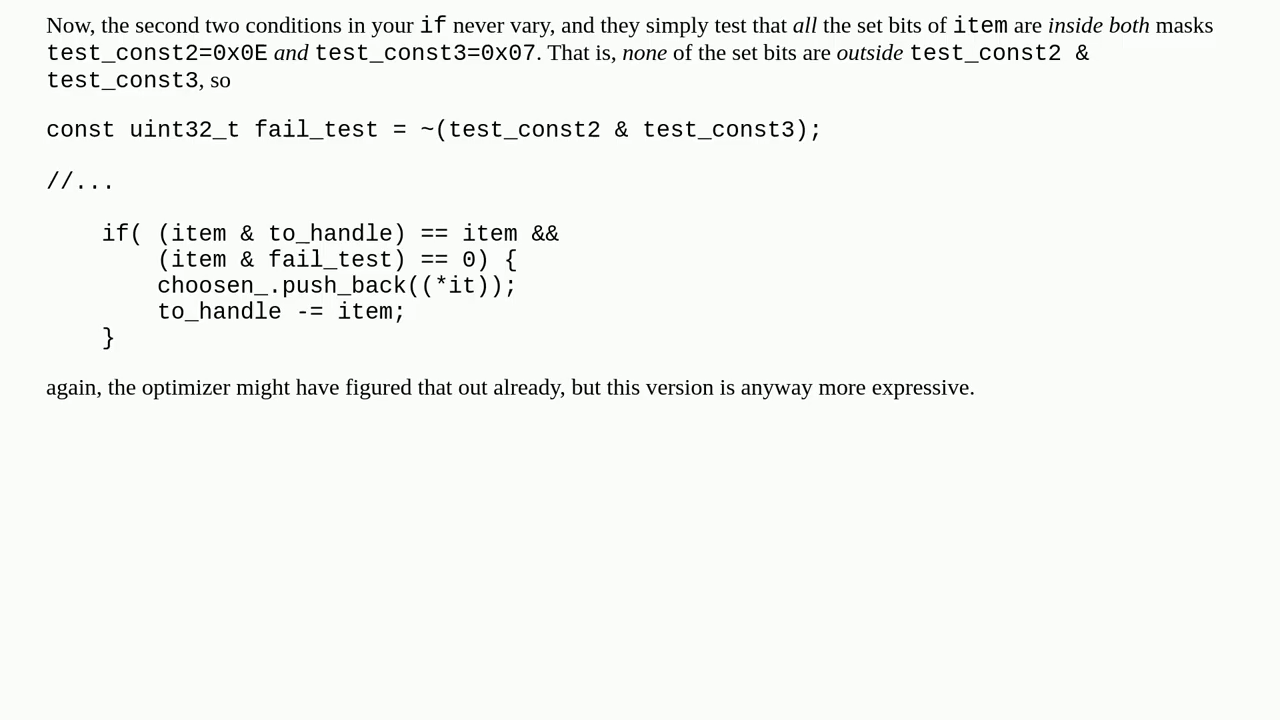 Now, the second two conditions in your if never vary, and they simply test that all the set bits of item are inside both masks
test_const2=0x0E and test_const3=0x07. That is, none of the set bits are outside test_const2 &
test_const3, so
const uint32_t fail_test = ~(test_const2 & test_const3);
//...
    if( (item & to_handle) == item &&
        (item & fail_test) == 0) {
        choosen_.push_back((*it));
        to_handle -= item;
    }
again, the optimizer might have figured that out already, but this version is anyway more expressive.